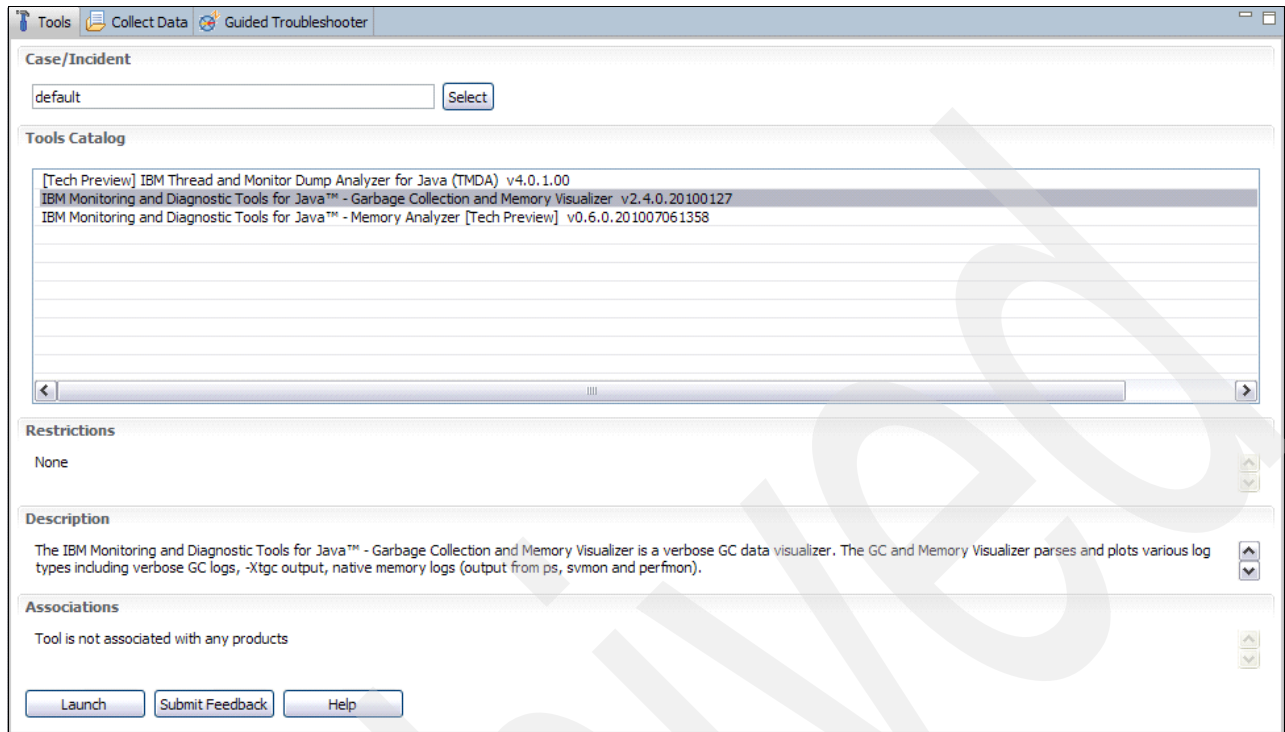 Tools Collect Data Guided Troubleshooter
Case/Incident
default Select
Tools Catalog
[Tech Preview] IBM Thread and Monitor Dump Analyzer for Java (TMDA) v4.0.1.00
IBM Monitoring and Diagnostic Tools for Java™ - Garbage Collection and Memory Visualizer v2.4.0.20100127
IBM Monitoring and Diagnostic Tools for Java™ - Memory Analyzer [Tech Preview] v0.6.0.201007061358
Restrictions
None
Description
The IBM Monitoring and Diagnostic Tools for Java™ - Garbage Collection and Memory Visualizer is a verbose GC data visualizer. The GC and Memory Visualizer parses and plots various log
types including verbose GC logs, -Xtgc output, native memory logs (output from ps, svmon and perfmon).
Associations
Tool is not associated with any products
Launch Submit Feedback Help